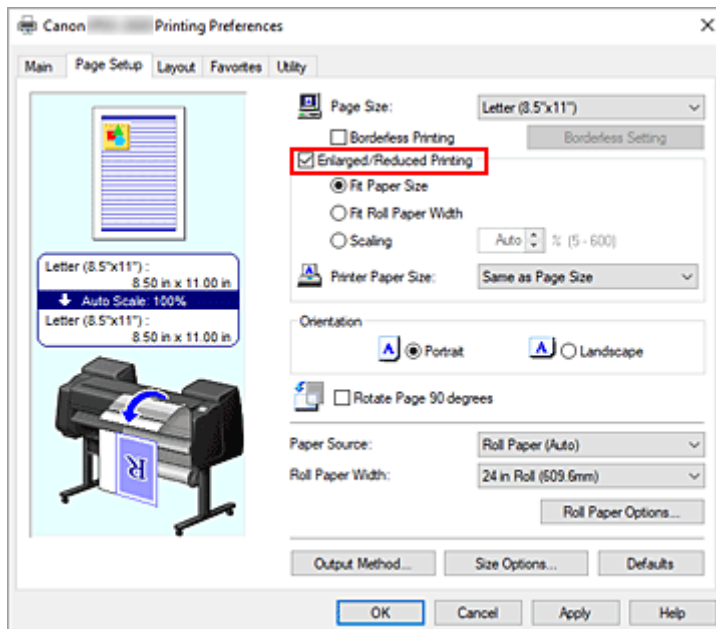 Canon Printing Preferences
Main Page Setup Layout Favorites Utility
Page Size: Letter (8.5"x11")
Borderless Printing Borderless Setting
Enlarged/Reduced Printing
Fit Paper Size
Fit Roll Paper Width
Scaling Auto % (5 - 600)
Printer Paper Size: Same as Page Size
Letter (8.5"x11") :
8.50 in x 11.00 in
Auto Scale: 100%
Letter (8.5"x11") :
8.50 in x 11.00 in
Orientation
A Portrait A Landscape
Rotate Page 90 degrees
Paper Source: Roll Paper (Auto)
Roll Paper Width: 24 in Roll (609.6mm)
Roll Paper Options...
R
Output Method... Size Options... Defaults
OK Cancel Apply Help